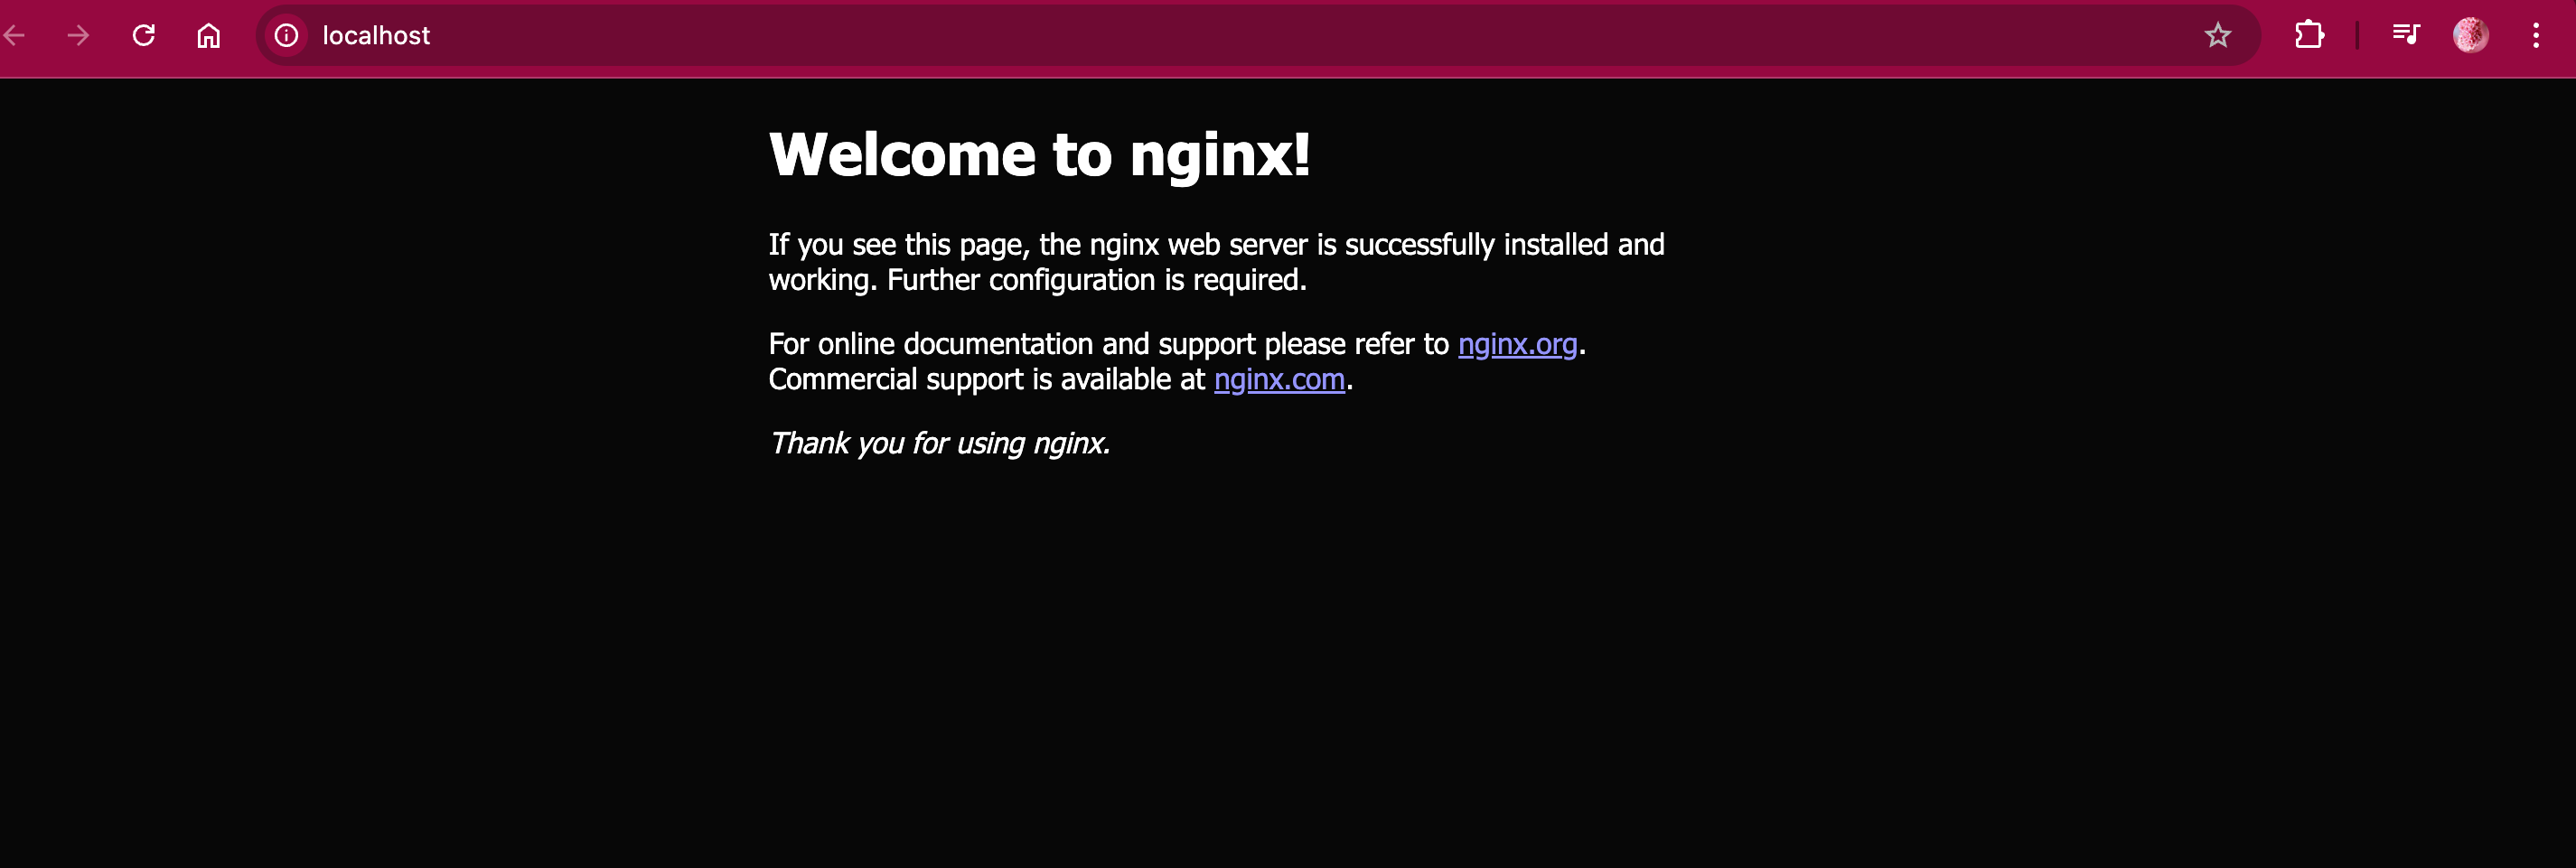 localhost
Welcome to nginx!
If you see this page, the nginx web server is successfully installed and
working. Further configuration is required.
For online documentation and support please refer to nginx.org.
Commercial support is available at nginx.com.
Thank you for using nginx.